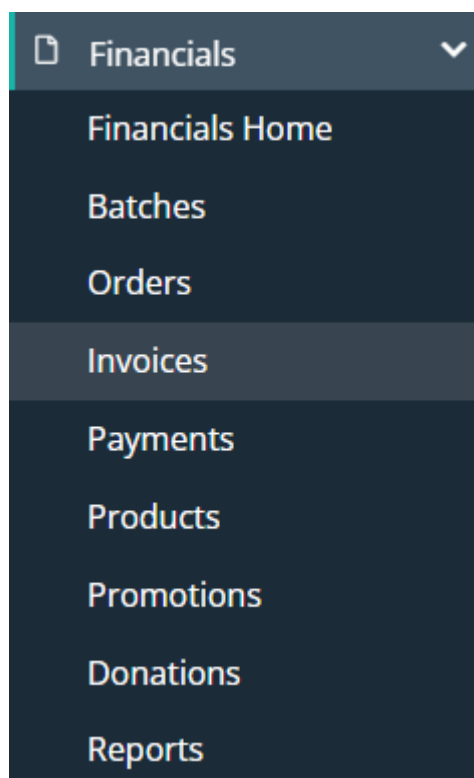 Financials
Financials Home
Batches
Orders
Invoices
Payments
Products
Promotions
Donations
Reports